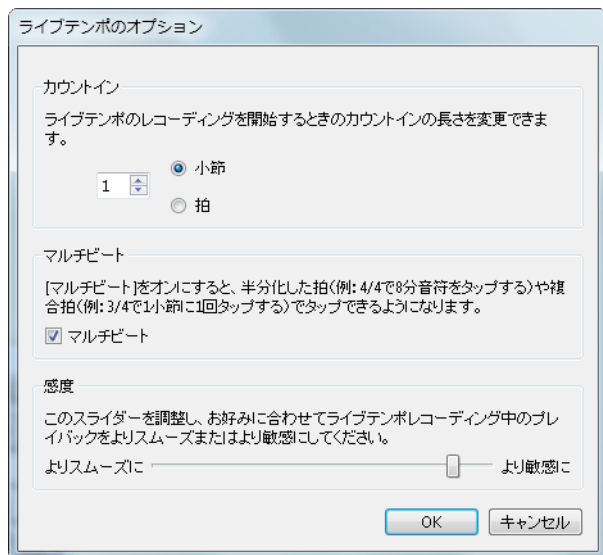 ライブテンポのオプション
カウントイン
ライブテンポのレコーディングを開始するときのカウントインの長さを変更できま
す。
1
小節
拍
マルチビート
[マルチビート]をオンにすると、半分化した拍(例: 4/4で8分音符をタップする)や複
合拍(例: 3/4で1小節に1回タップする)でタップできるようになります。
マルチビート
感度
このスライダーを調整し、お好みに合わせてライブテンポレコーディング中のプレ
イバックをよりスムーズまたはより敏感にしてください。
よりスムーズに より敏感に
OK キャンセル